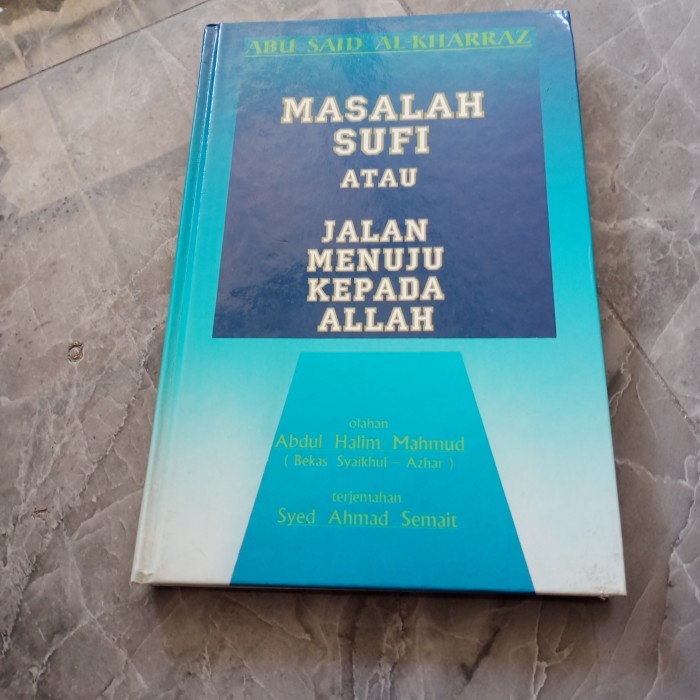 ABU SAID AL-KHARRAZ
MASALAH
SUFI
ATAU
JALAN
MENUJU
KEPADA
ALLAH
olahan
Abdul Halim Mahmud
( Bekas Syaikhul – Azhar )
terjemahan
Syed Ahmad Semait